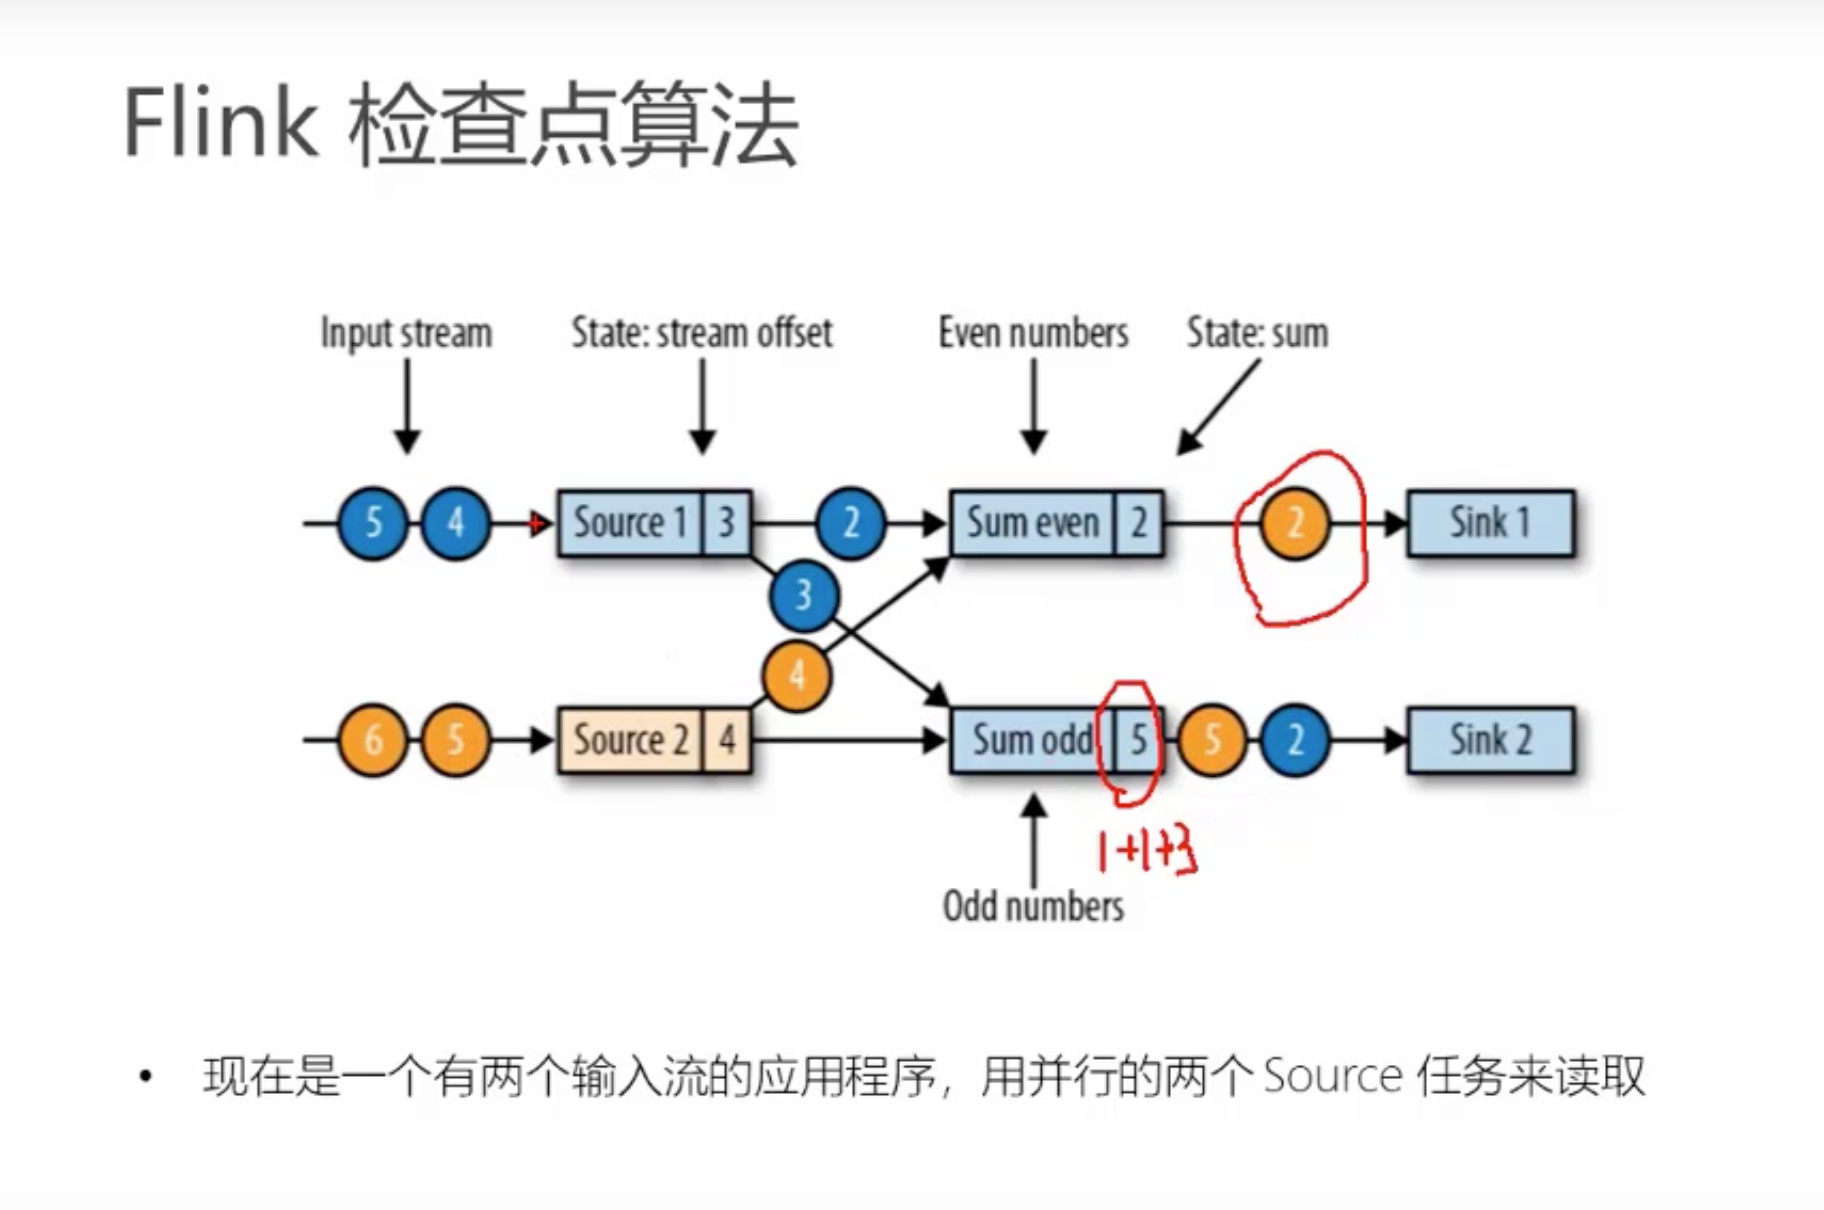 Flink 检查点算法
Input stream
State: stream offset
Even numbers
State: sum
5 4 Source 1 3 2 Sum even 2 2 Sink 1
3
4
6 5 Source 2 4 Sum odd 5 5 2 Sink 2
1+1+3
Odd numbers
• 现在是一个有两个输入流的应用程序，用并行的两个 Source 任务来读取